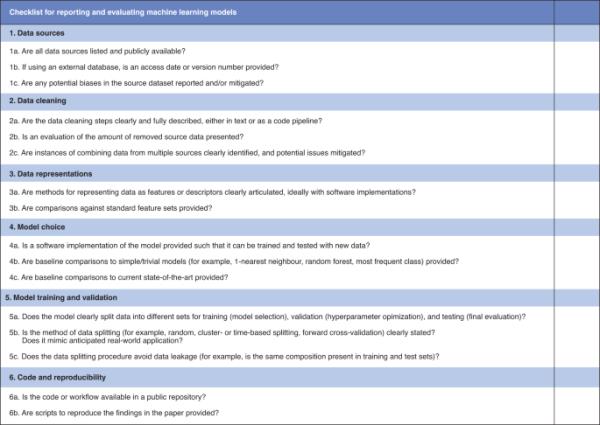 Checklist for reporting and evaluating machine learning models
1. Data sources
1a. Are all data sources listed and publicly available?
1b. If using an external database, is an access date or version number provided?
1c. Are any potential biases in the source dataset reported and/or mitigated?
2. Data cleaning
2a. Are the data cleaning steps clearly and fully described, either in text or as a code pipeline?
2b. Is an evaluation of the amount of removed source data presented?
2c. Are instances of combining data from multiple sources clearly identified, and potential issues mitigated?
3. Data representations
3a. Are methods for representing data as features or descriptors clearly articulated, ideally with software implementations?
3b. Are comparisons against standard feature sets provided?
4. Model choice
4a. Is a software implementation of the model provided such that it can be trained and tested with new data?
4b. Are baseline comparisons to simple/trivial models (for example, 1-nearest neighbour, random forest, most frequent class) provided?
4c. Are baseline comparisons to current state-of-the-art provided?
5. Model training and validation
5a. Does the model clearly split data into different sets for training (model selection), validation (hyperparameter opimization), and testing (final evaluation)?
5b. Is the method of data splitting (for example, random, cluster- or time-based splitting, forward cross-validation) clearly stated?
Does it mimic anticipated real-world application?
5c. Does the data splitting procedure avoid data leakage (for example, is the same composition present in training and test sets)?
6. Code and reproducibility
6a. Is the code or workflow available in a public repository?
6b. Are scripts to reproduce the findings in the paper provided?